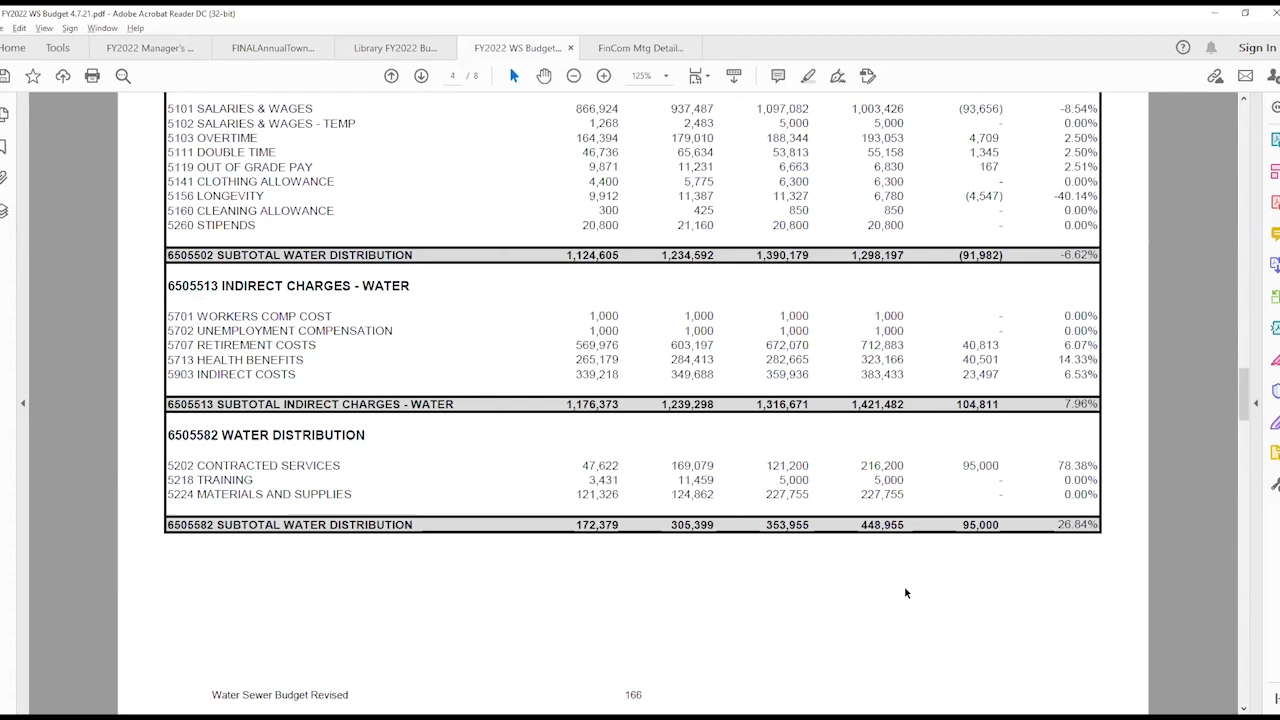 FY2022 WS Budget 4.7.21.pdf - Adobe Acrobat Reader DC (32-bit)
Edit View Sign Window Help
Home Tools FY2022 Manager's ... FINALAnnualTown... Library FY2022 Bu... FY2022 WS Budget... × FinCom Mtg Detail... Sign In
4 / 8 125%
5101 SALARIES & WAGES 866,924 937,487 1,097,082 1,003,426 (93,656) -8.54%
5102 SALARIES & WAGES - TEMP 1,268 2,483 5,000 5,000 - 0.00%
5103 OVERTIME 164,394 179,010 188,344 193,053 4,709 2.50%
5111 DOUBLE TIME 46,736 65,634 53,813 55,158 1,345 2.50%
5119 OUT OF GRADE PAY 9,871 11,231 6,663 6,830 167 2.51%
5141 CLOTHING ALLOWANCE 4,400 5,775 6,300 6,300 - 0.00%
5156 LONGEVITY 9,912 11,387 11,327 6,780 (4,547) -40.14%
5160 CLEANING ALLOWANCE 300 425 850 850 - 0.00%
5260 STIPENDS 20,800 21,160 20,800 20,800 - 0.00%
6505502 SUBTOTAL WATER DISTRIBUTION 1,124,605 1,234,592 1,390,179 1,298,197 (91,982) -6.62%
6505513 INDIRECT CHARGES - WATER
5701 WORKERS COMP COST 1,000 1,000 1,000 1,000 - 0.00%
5702 UNEMPLOYMENT COMPENSATION 1,000 1,000 1,000 1,000 - 0.00%
5707 RETIREMENT COSTS 569,976 603,197 672,070 712,883 40,813 6.07%
5713 HEALTH BENEFITS 265,179 284,413 282,665 323,166 40,501 14.33%
5903 INDIRECT COSTS 339,218 349,688 359,936 383,433 23,497 6.53%
6505513 SUBTOTAL INDIRECT CHARGES - WATER 1,176,373 1,239,298 1,316,671 1,421,482 104,811 7.96%
6505582 WATER DISTRIBUTION
5202 CONTRACTED SERVICES 47,622 169,079 121,200 216,200 95,000 78.38%
5218 TRAINING 3,431 11,459 5,000 5,000 - 0.00%
5224 MATERIALS AND SUPPLIES 121,326 124,862 227,755 227,755 - 0.00%
6505582 SUBTOTAL WATER DISTRIBUTION 172,379 305,399 353,955 448,955 95,000 26.84%
Water Sewer Budget Revised 166